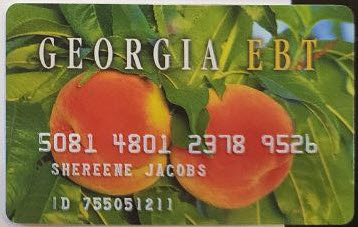 GEORGIA EBT
5081 4801 2378 9526
SHEREENE JACOBS
ID 755051211